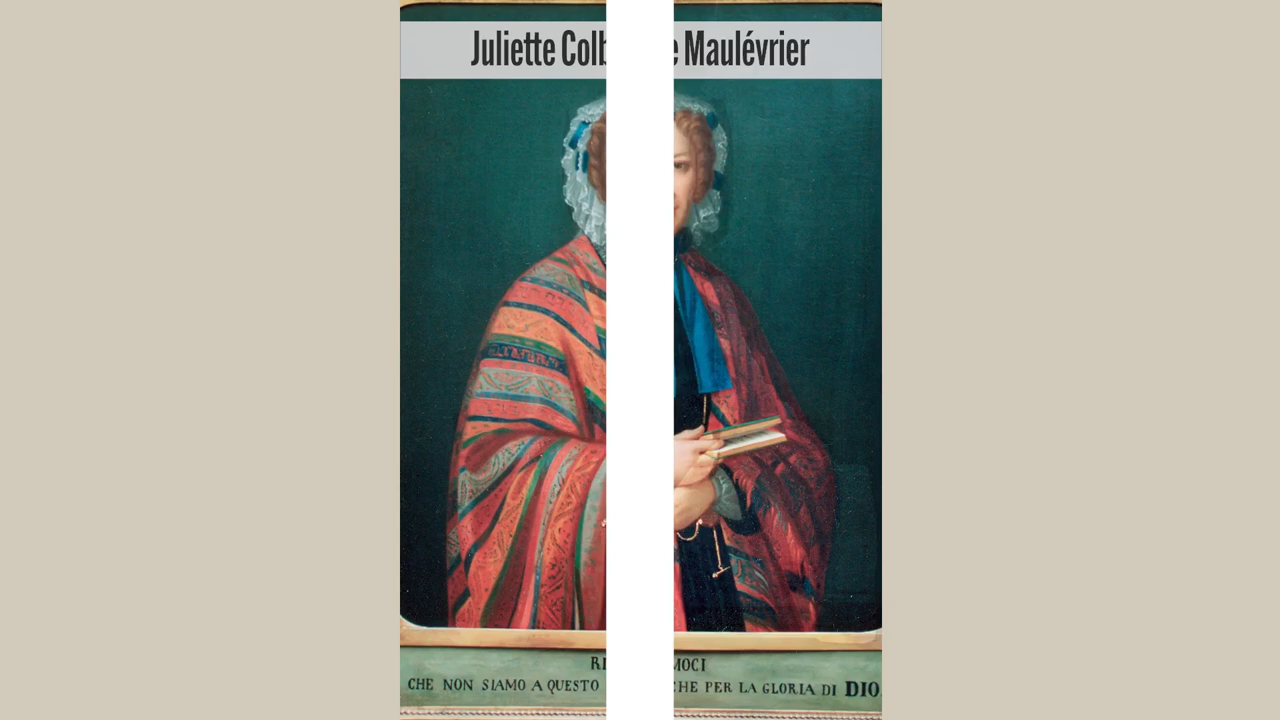 Juliette Colb e Maulévrier
RI MOCI
CHE NON SIAMO A QUESTO CHE PER LA GLORIA DI DIO